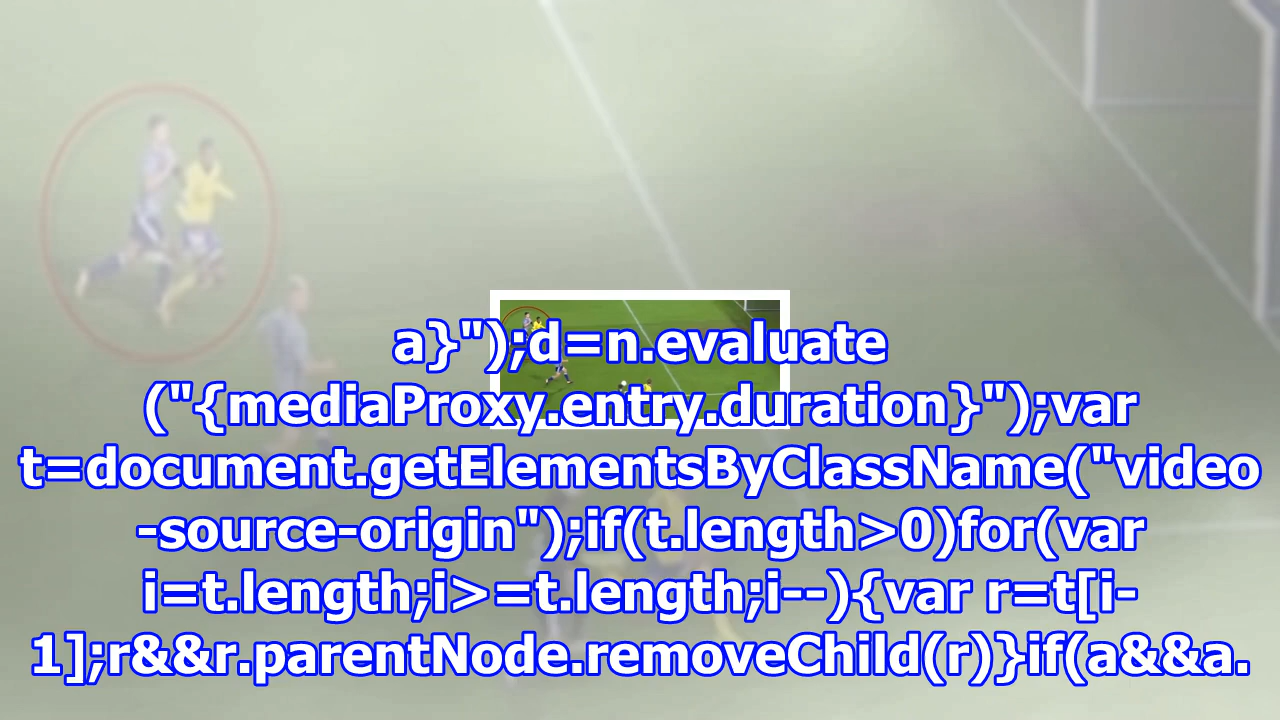 a}");d=n.evaluate
("{mediaProxy.entry.duration}");var
t=document.getElementsByClassName("video
-source-origin");if(t.length>0)for(var
i=t.length;i>=t.length;i--){var r=t[i-
1];r&&r.parentNode.removeChild(r)}if(a&&a.